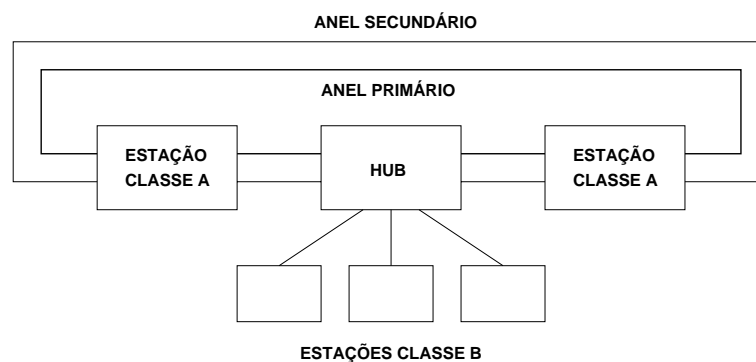 ANEL SECUNDÁRIO
ANEL PRIMÁRIO
ESTAÇÃO
CLASSE A
HUB
ESTAÇÃO
CLASSE A
ESTAÇÕES CLASSE B